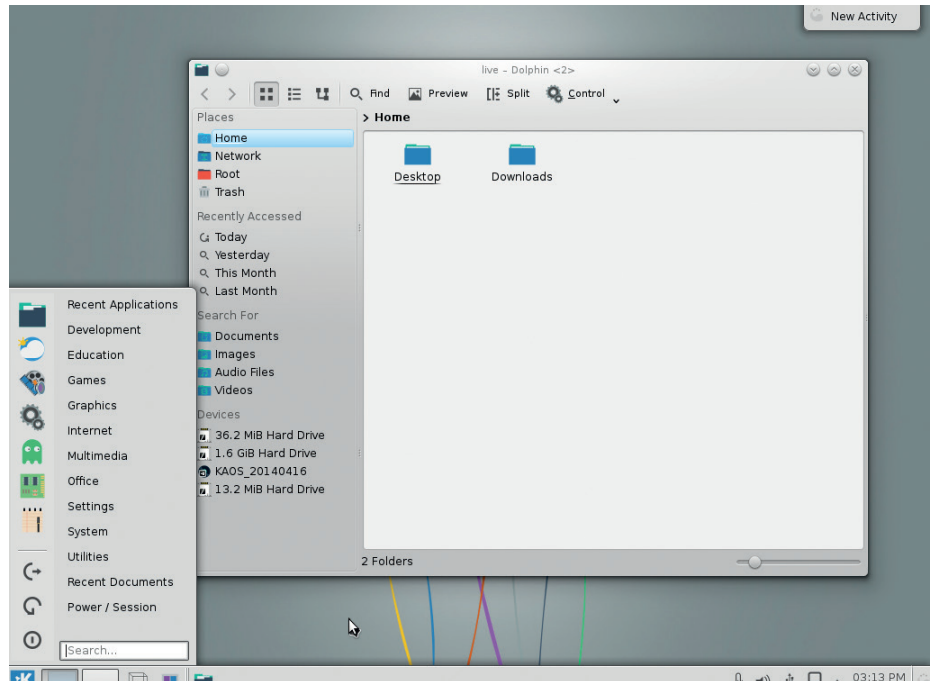 New Activity
live - Dolphin <2>
Find Preview Split Control
Places
> Home
Home
Network
Root
Trash
Desktop Downloads
Recently Accessed
Today
Yesterday
This Month
Last Month
Search For
Documents
Images
Audio Files
Videos
Devices
36.2 MiB Hard Drive
1.6 GiB Hard Drive
KAOS_20140416
13.2 MiB Hard Drive
2 Folders
Recent Applications
Development
Education
Games
Graphics
Internet
Multimedia
Office
Settings
System
Utilities
Recent Documents
Power / Session
Search...
03:13 PM